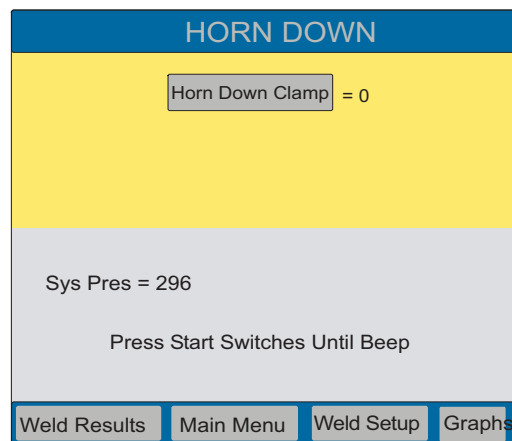 HORN DOWN
Horn Down Clamp = 0
Sys Pres = 296
Press Start Switches Until Beep
Weld Results Main Menu Weld Setup Graphs